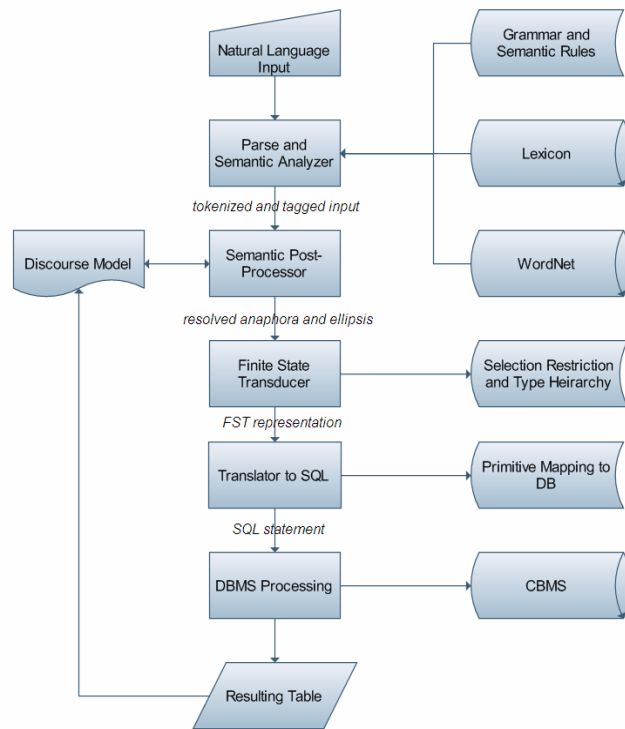 Natural Language
Input
Grammar and
Semantic Rules
Parse and
Semantic Analyzer
Lexicon
tokenized and tagged input
Discourse Model
Semantic Post-
Processor
WordNet
resolved anaphora and ellipsis
Finite State
Transducer
Selection Restriction
and Type Heirarchy
FST representation
Translator to SQL
Primitive Mapping to
DB
SQL statement
DBMS Processing
CBMS
Resulting Table